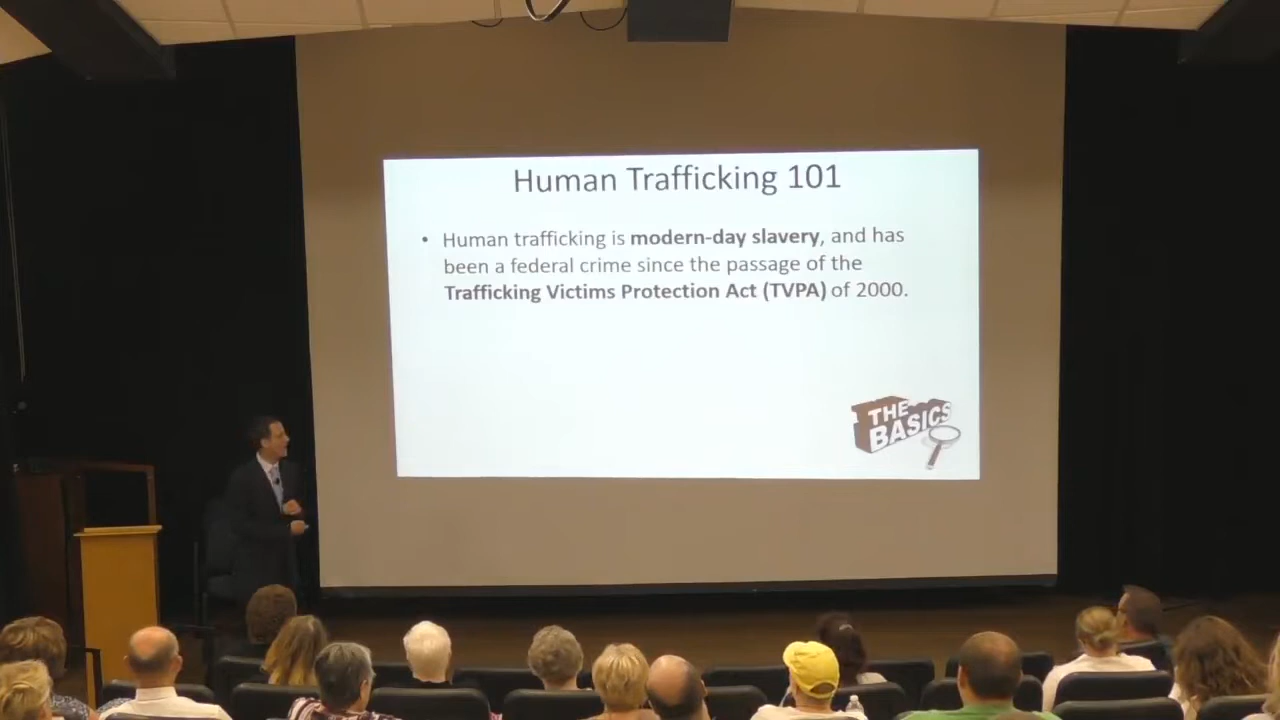 Human Trafficking 101
• Human trafficking is modern-day slavery, and has
been a federal crime since the passage of the
Trafficking Victims Protection Act (TVPA) of 2000.
THE
BASICS